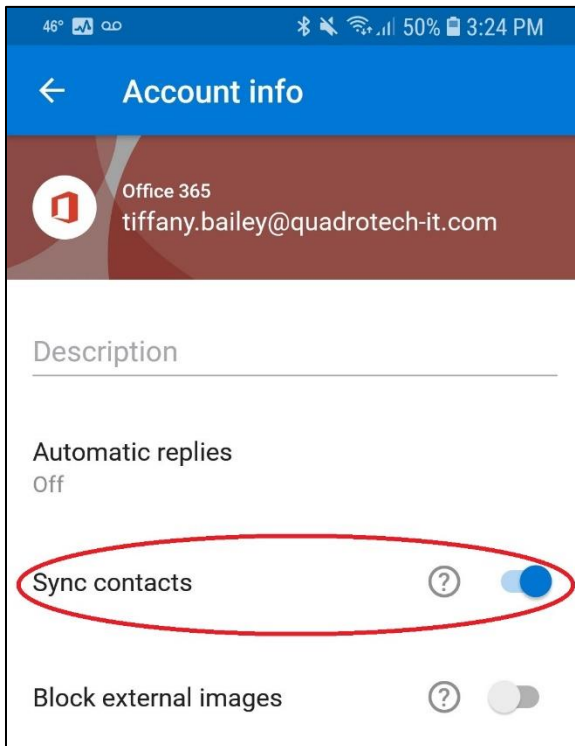 46° 50% 3:24 PM
Account info
Office 365
tiffany.bailey@quadrotech-it.com
Description
Automatic replies
Off
Sync contacts ?
Block external images ?